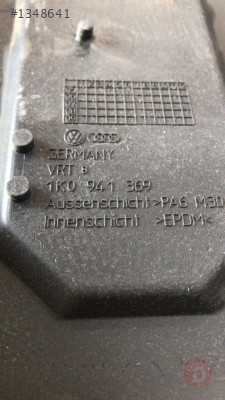 #1348641
GERMANY
VRT
1K0 941 369
Aussenschicht >PA6 M30
Innenschicht >EPDM<